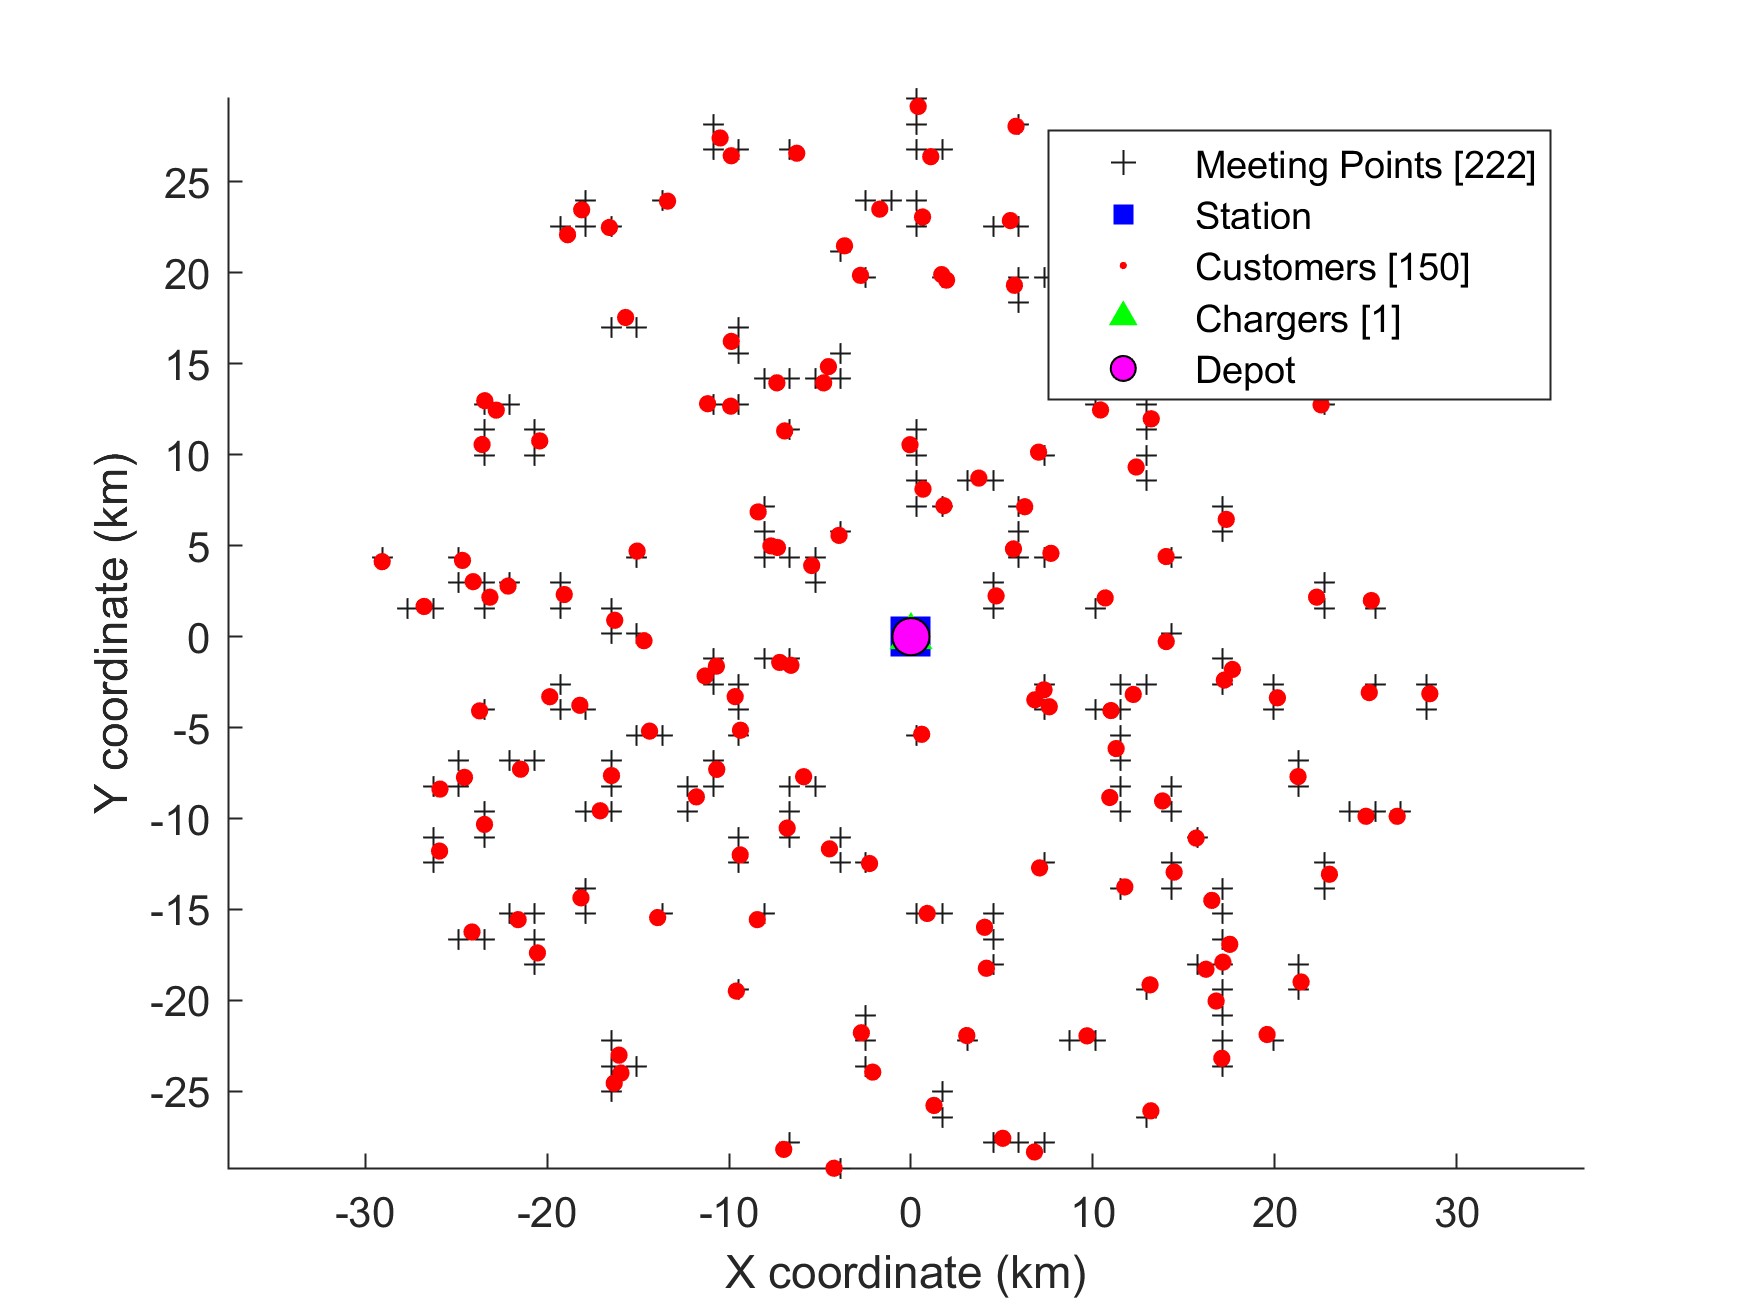 25
20
15
10
5
0
-5
-10
-15
-20
-25
Y coordinate (km)
Meeting Points [222]
Station
Customers [150]
Chargers [1]
Depot
-30 -20 -10 0 10 20 30
X coordinate (km)